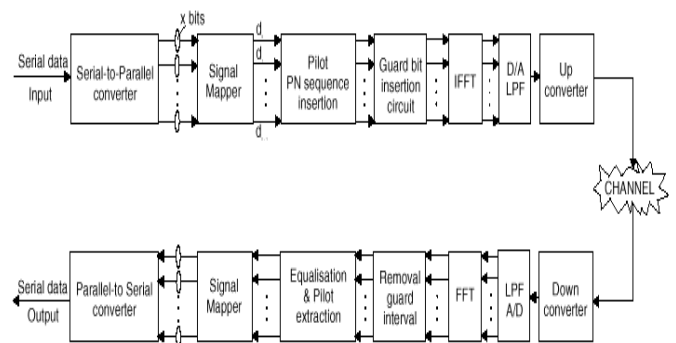 x bits
Serial data
Input
Serial-to-Parallel
converter
Signal
Mapper
d
d
d
Pilot
PN sequence
insertion
Guard bit
insertion
circuit
IFFT
D/A
LPF
Up
converter
CHANNEL
Serial data
Output
Parallel-to Serial
converter
Signal
Mapper
Equalisation
& Pilot
extraction
Removal
guard
interval
FFT
LPF
A/D
Down
converter